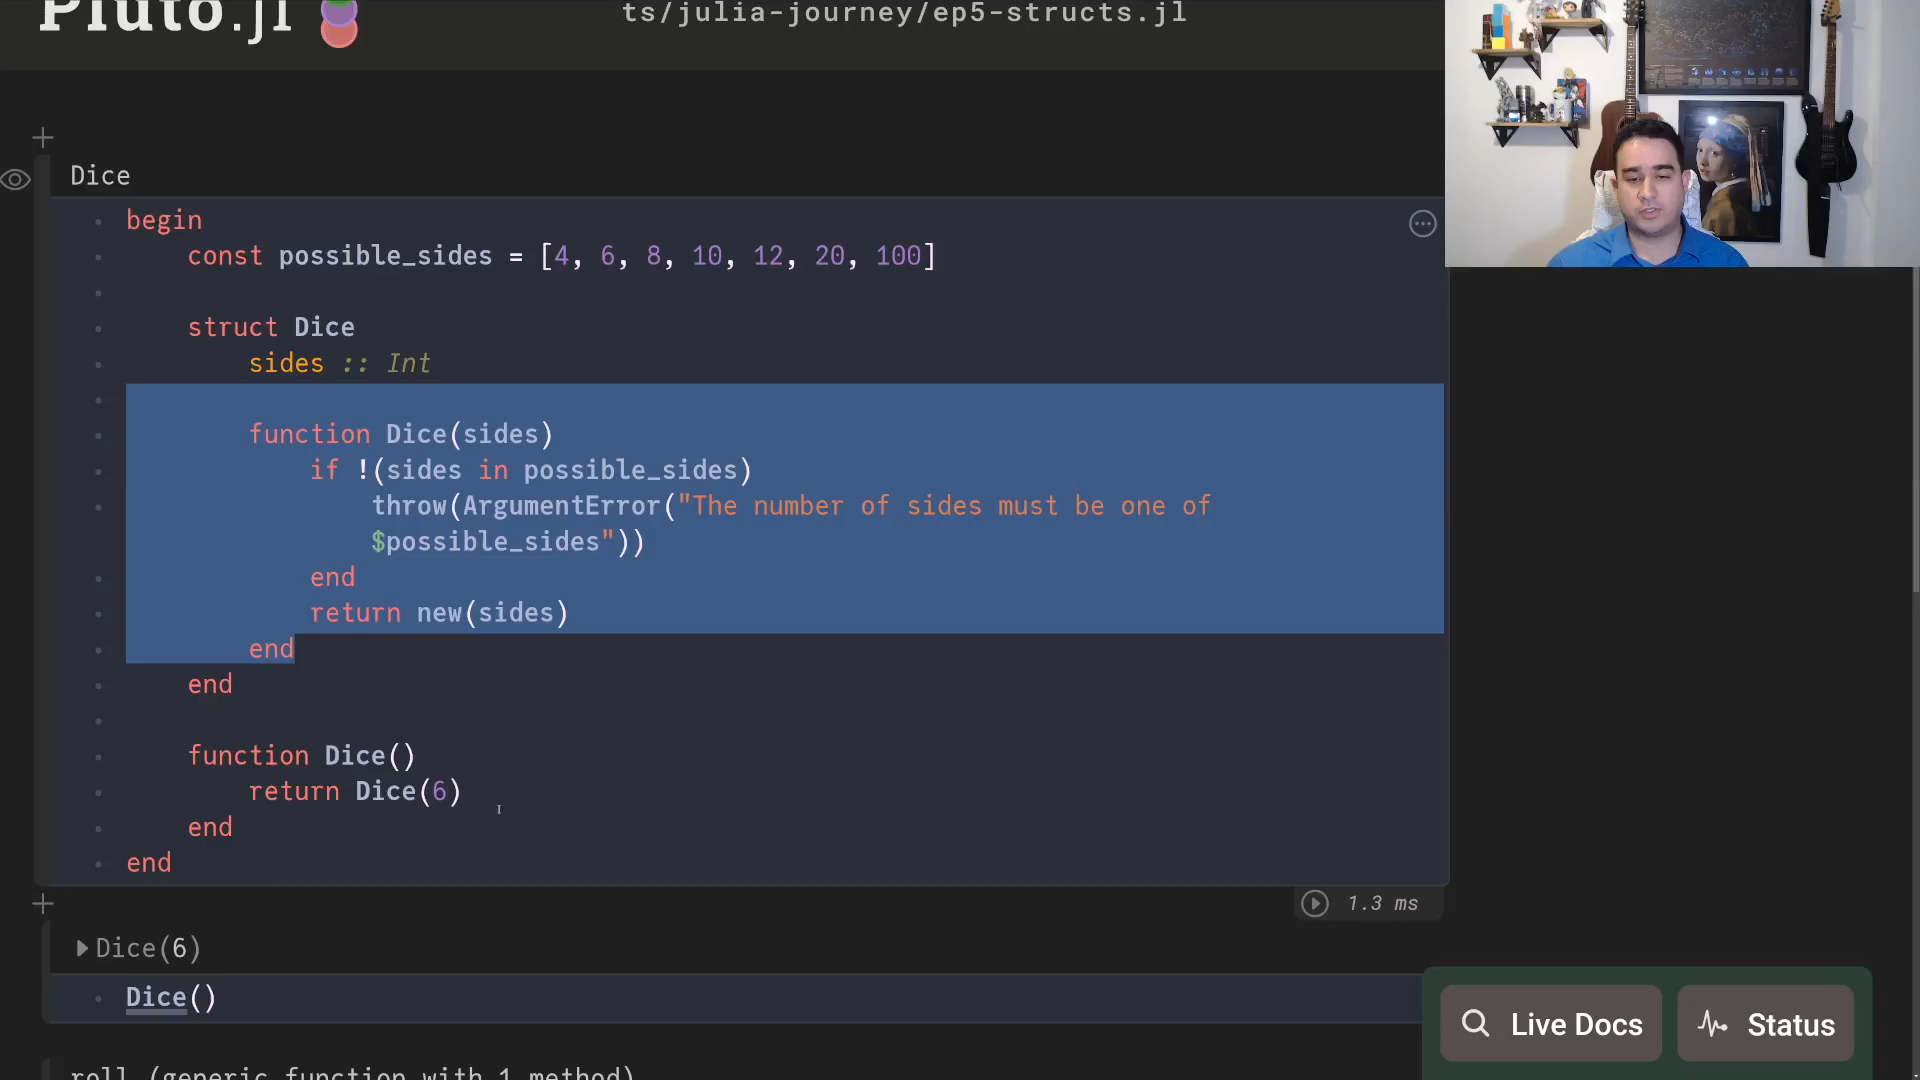 Pluto.jl
ts/julia-journey/ep5-structs.jl
Dice
begin
const possible_sides = [4, 6, 8, 10, 12, 20, 100]
struct Dice
sides :: Int
function Dice(sides)
if !(sides in possible_sides)
throw(ArgumentError("The number of sides must be one of
$possible_sides"))
end
return new(sides)
end
end
function Dice()
return Dice(6)
end
end
1.3 ms
Dice(6)
Dice()
Live Docs
Status
roll (generic function with 1 method)